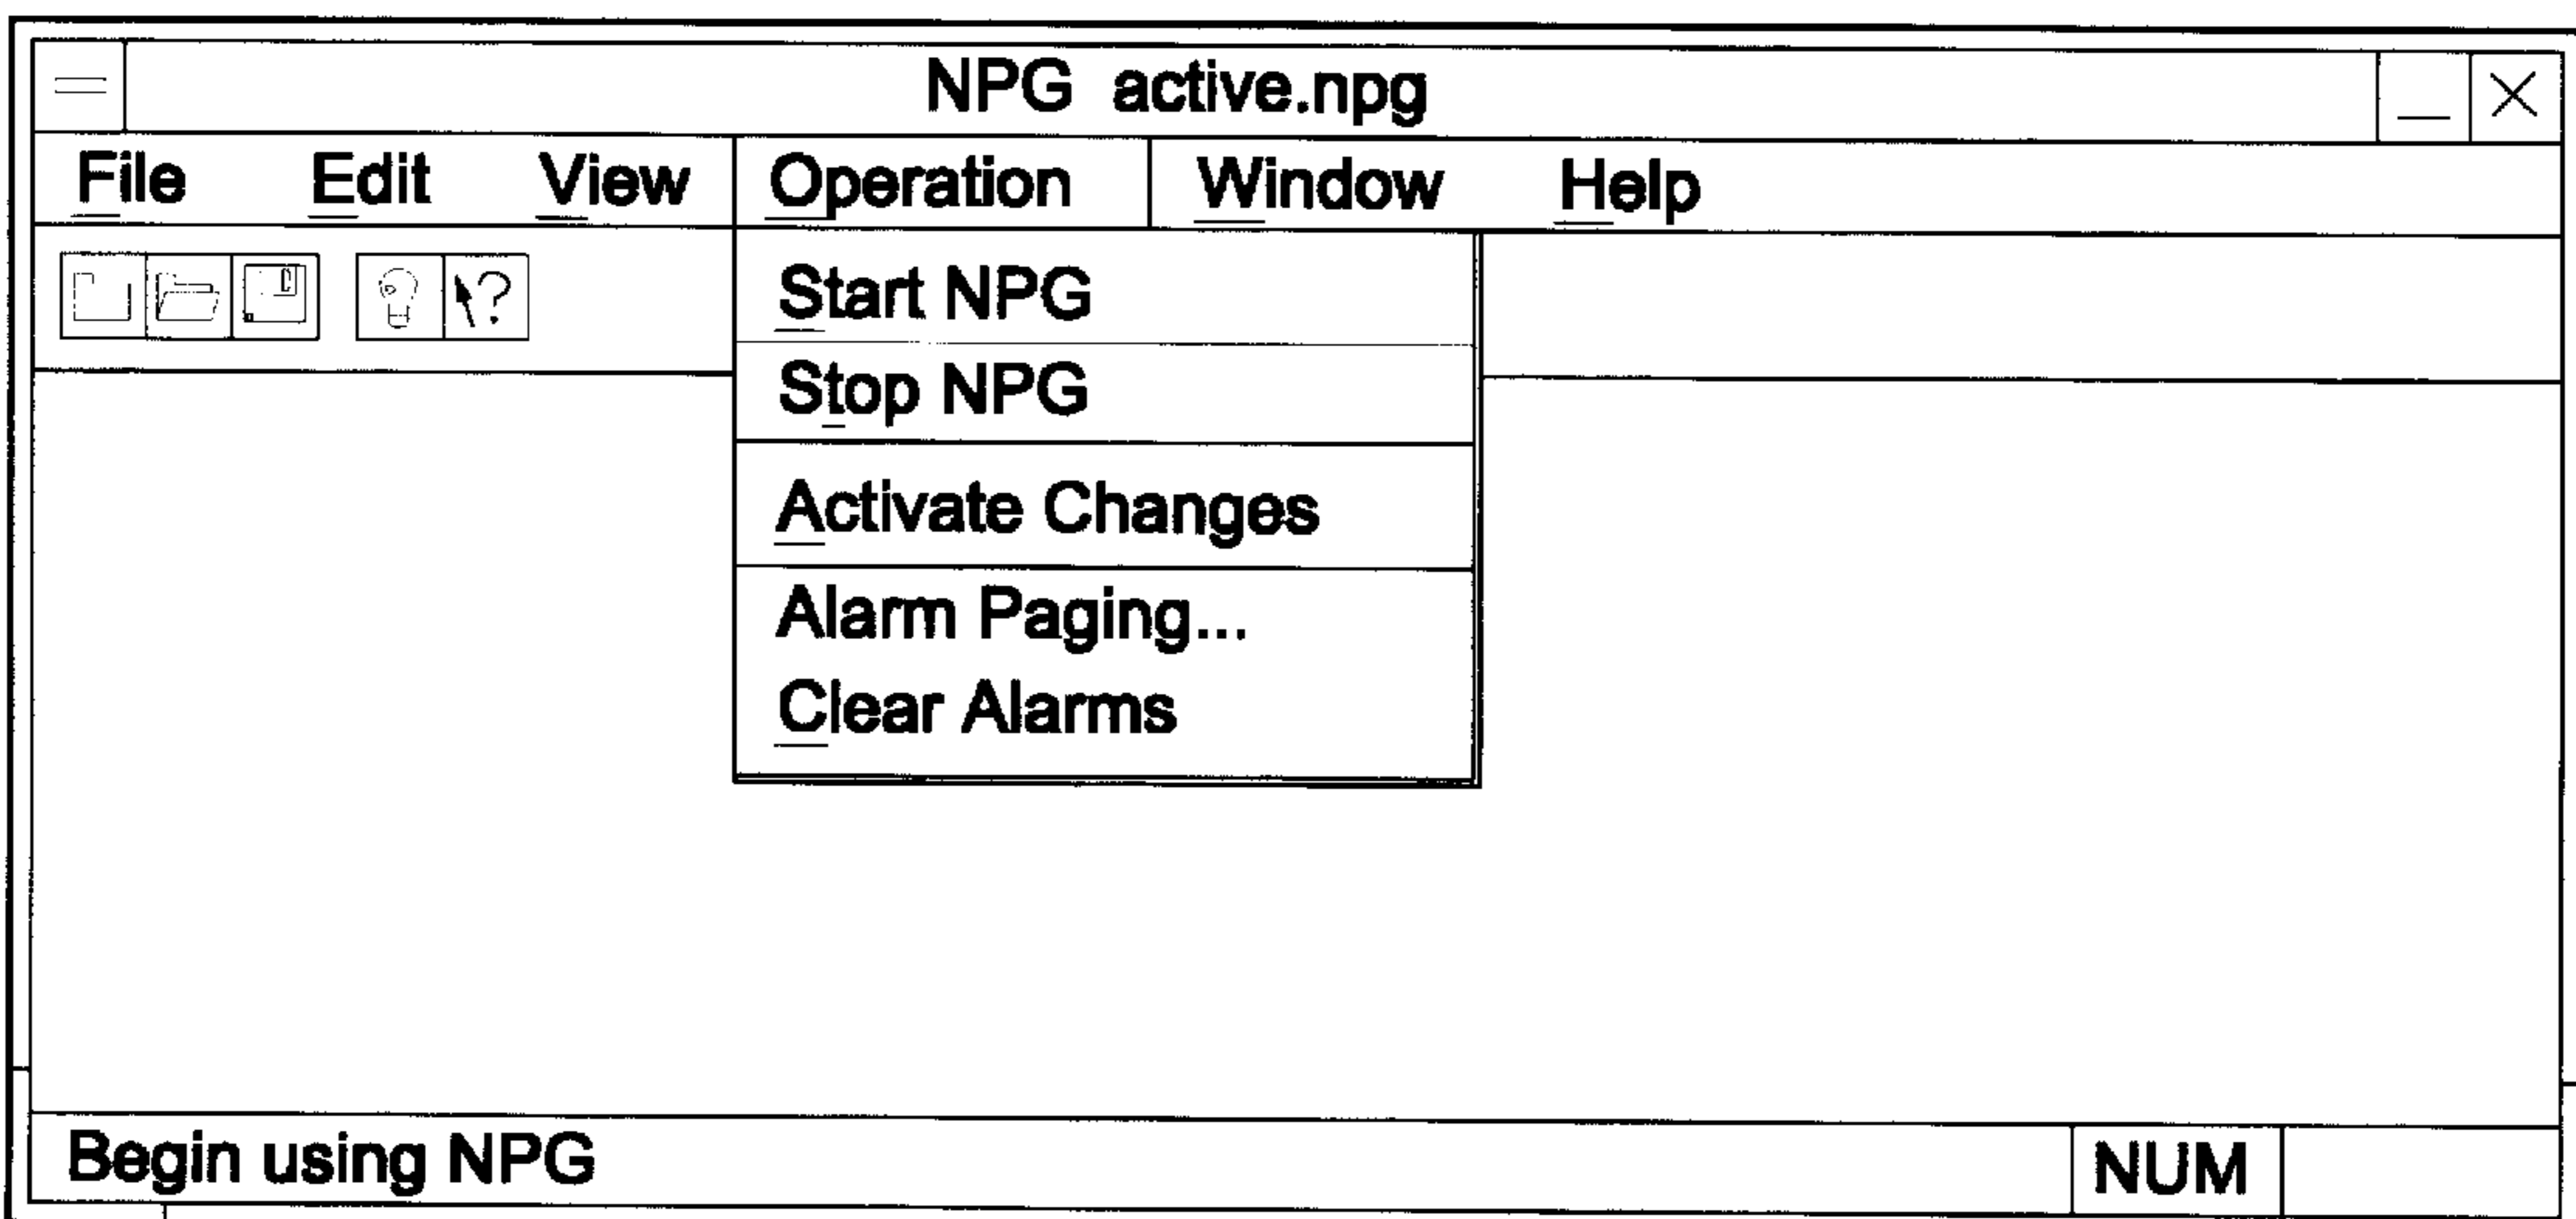 NPG active.npg
File Edit View Operation Window Help
?
Start NPG
Stop NPG
Activate Changes
Alarm Paging...
Clear Alarms
Begin using NPG NUM